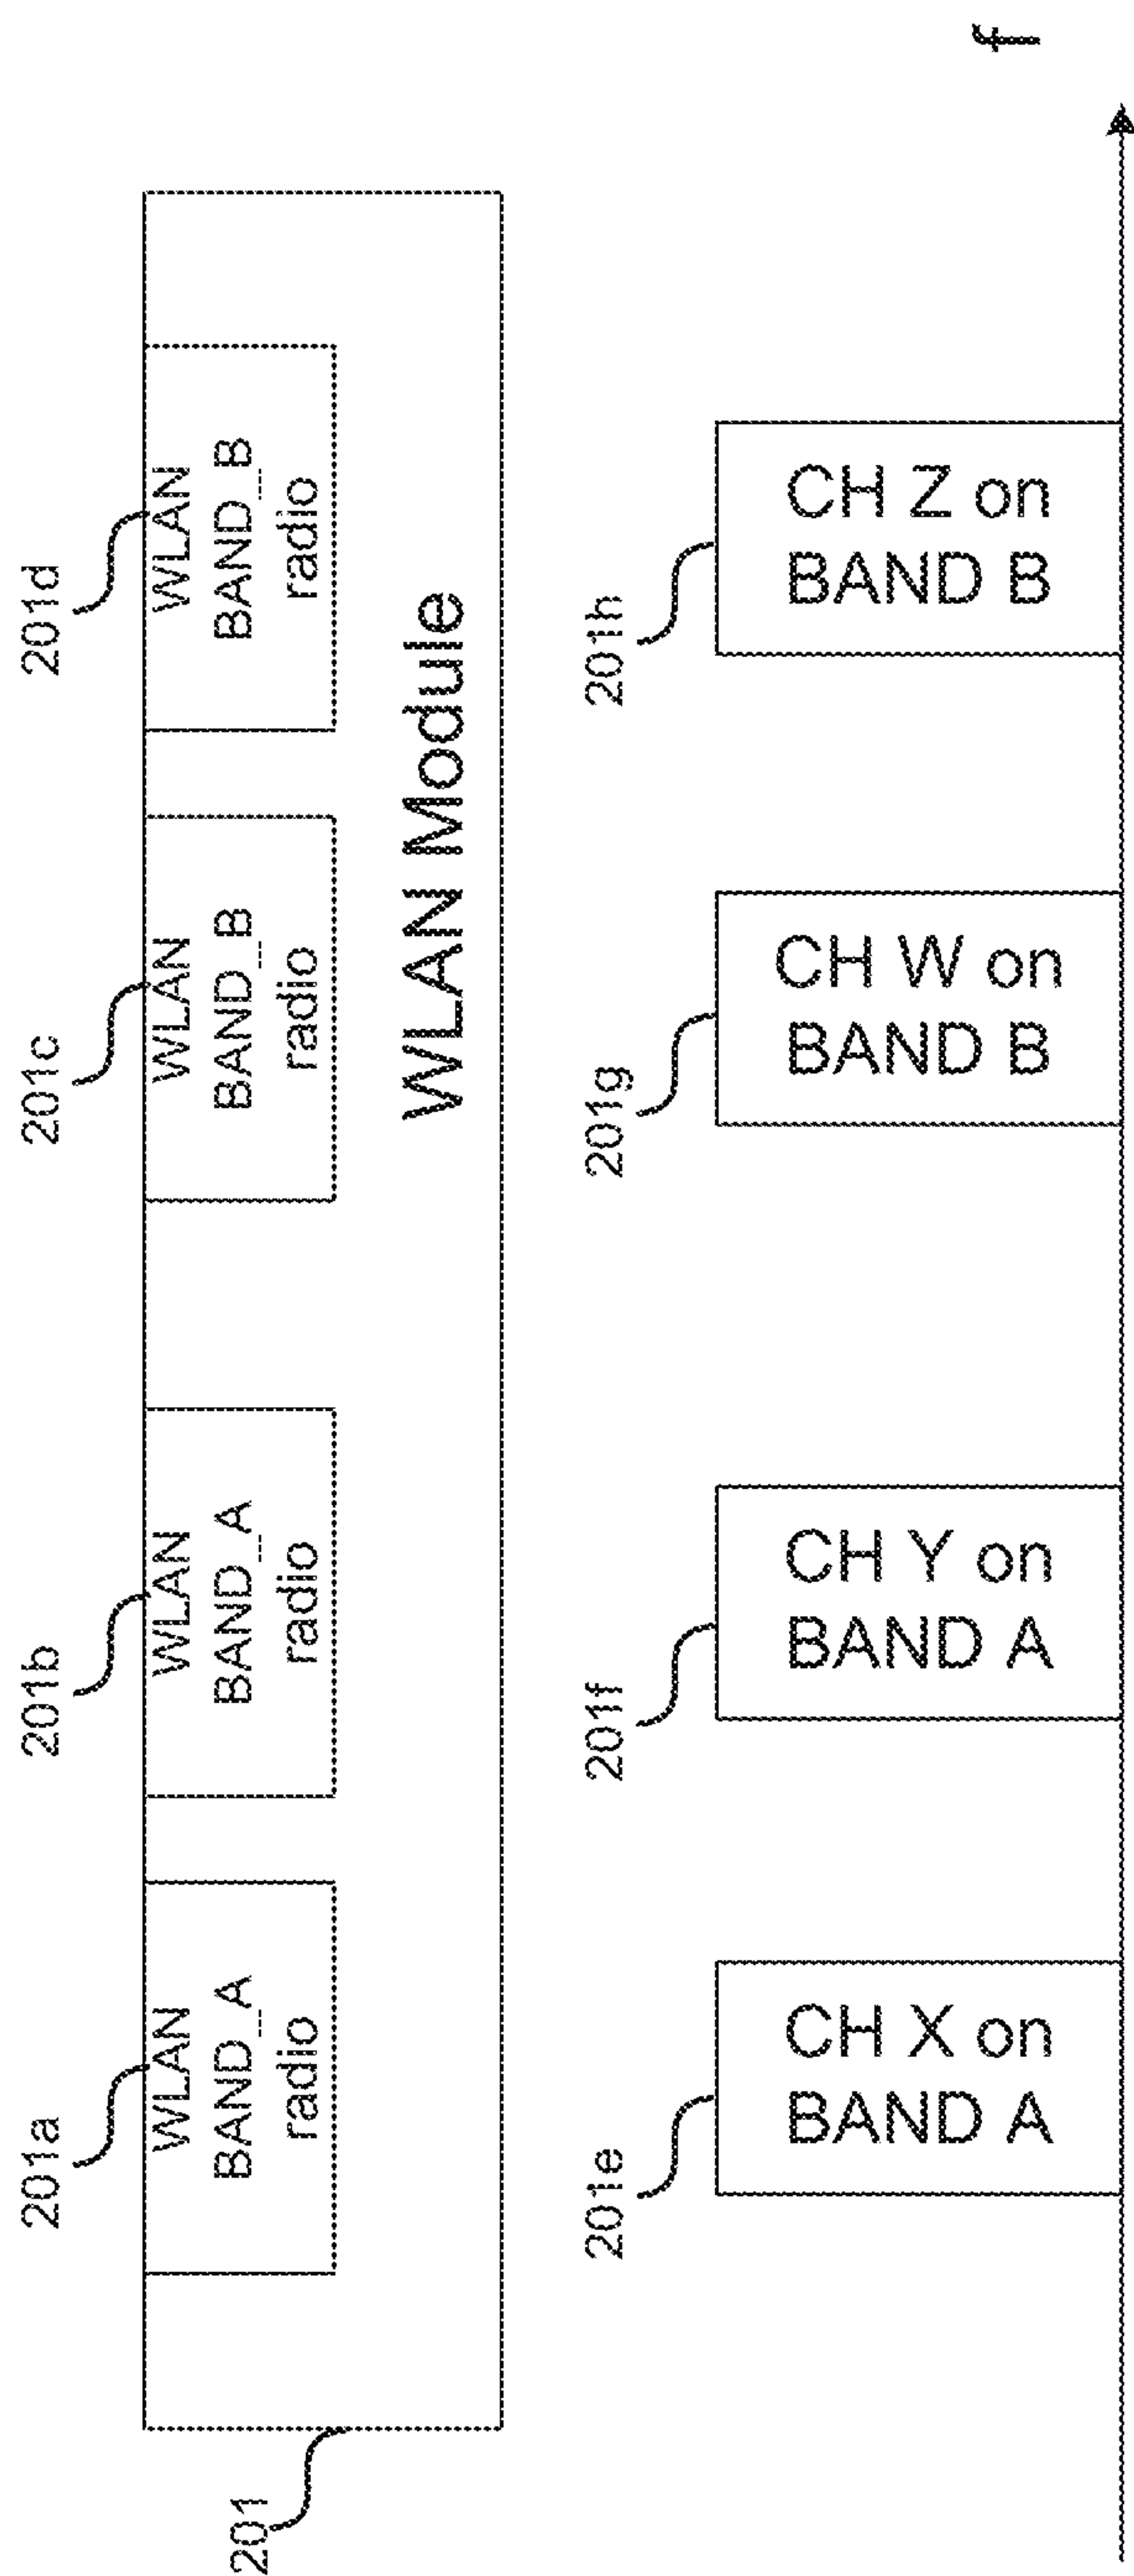 201
201a
201b
201c
201d
WLAN
BAND_A
radio
WLAN
BAND_A
radio
WLAN
BAND_B
radio
WLAN
BAND_B
radio
WLAN Module
201e
201f
201g
201h
CH X on
BAND A
CH Y on
BAND A
CH W on
BAND B
CH Z on
BAND B
f